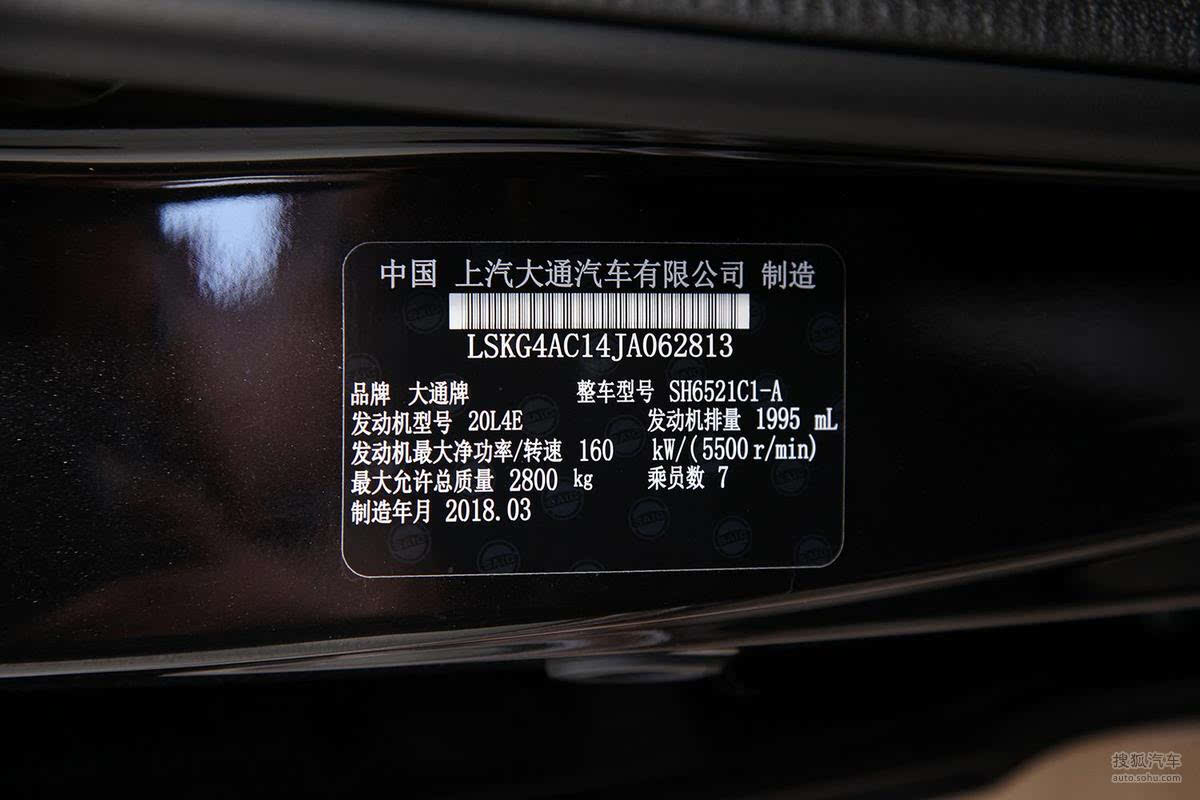 中国 上汽大通汽车有限公司 制造
LSKG4AC14JA062813
品牌 大通牌 整车型号 SH6521C1-A
发动机型号 20L4E 发动机排量 1995 mL
发动机最大净功率/转速 160 kW/(5500 r/min)
最大允许总质量 2800 kg 乘员数 7
制造年月 2018.03
SAIC
SAIC
SAIC
SAIC
搜狐汽车
auto.sohu.com